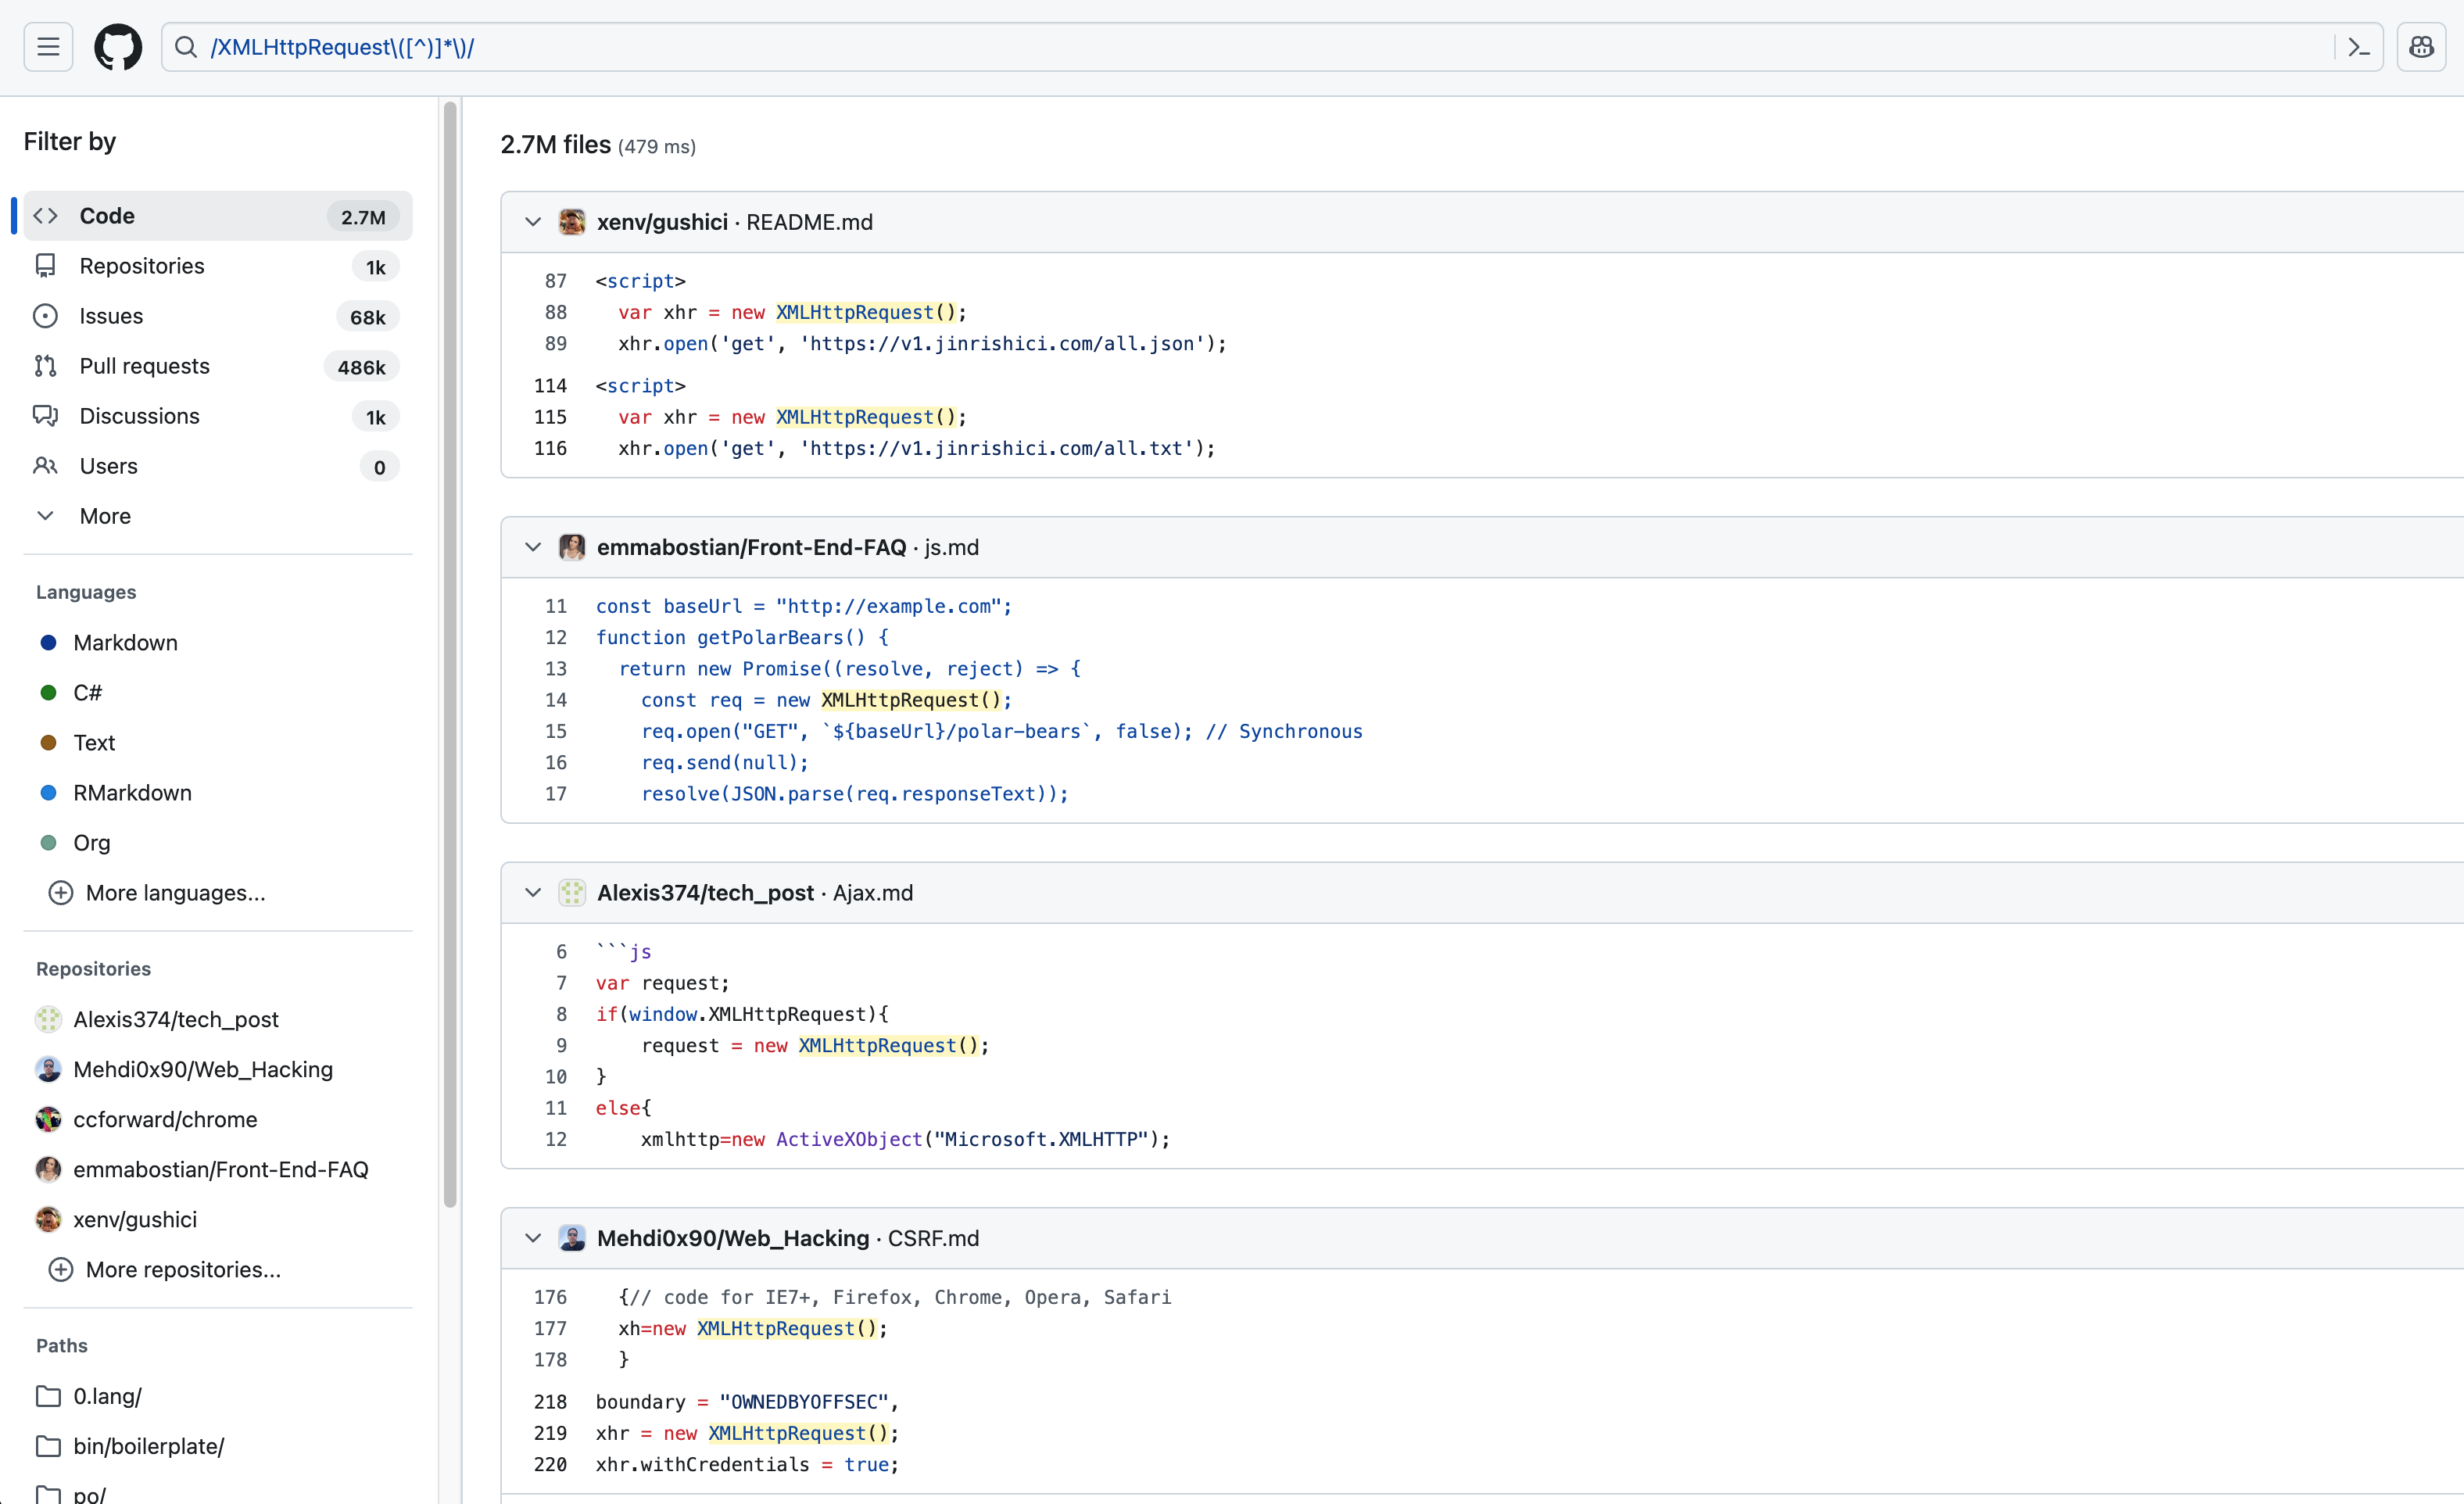 /XMLHttpRequest\([^)]*\)/
Filter by
Code 2.7M
Repositories 1k
Issues 68k
Pull requests 486k
Discussions 1k
Users 0
More
Languages
Markdown
C#
Text
RMarkdown
Org
More languages...
Repositories
Alexis374/tech_post
Mehdi0x90/Web_Hacking
ccforward/chrome
emmabostian/Front-End-FAQ
xenv/gushici
More repositories...
Paths
0.lang/
bin/boilerplate/
po/
2.7M files (479 ms)
xenv/gushici · README.md
87 <script>
88   var xhr = new XMLHttpRequest();
89   xhr.open('get', 'https://v1.jinrishici.com/all.json');
114 <script>
115   var xhr = new XMLHttpRequest();
116   xhr.open('get', 'https://v1.jinrishici.com/all.txt');
emmabostian/Front-End-FAQ · js.md
11 const baseUrl = "http://example.com";
12 function getPolarBears() {
13   return new Promise((resolve, reject) => {
14     const req = new XMLHttpRequest();
15     req.open("GET", `${baseUrl}/polar-bears`, false); // Synchronous
16     req.send(null);
17     resolve(JSON.parse(req.responseText));
Alexis374/tech_post · Ajax.md
6 ```js
7 var request;
8 if(window.XMLHttpRequest){
9     request = new XMLHttpRequest();
10 }
11 else{
12     xmlhttp=new ActiveXObject("Microsoft.XMLHTTP");
Mehdi0x90/Web_Hacking · CSRF.md
176   {// code for IE7+, Firefox, Chrome, Opera, Safari
177   xh=new XMLHttpRequest();
178   }
218 boundary = "OWNEDBYOFFSEC",
219 xhr = new XMLHttpRequest();
220 xhr.withCredentials = true;